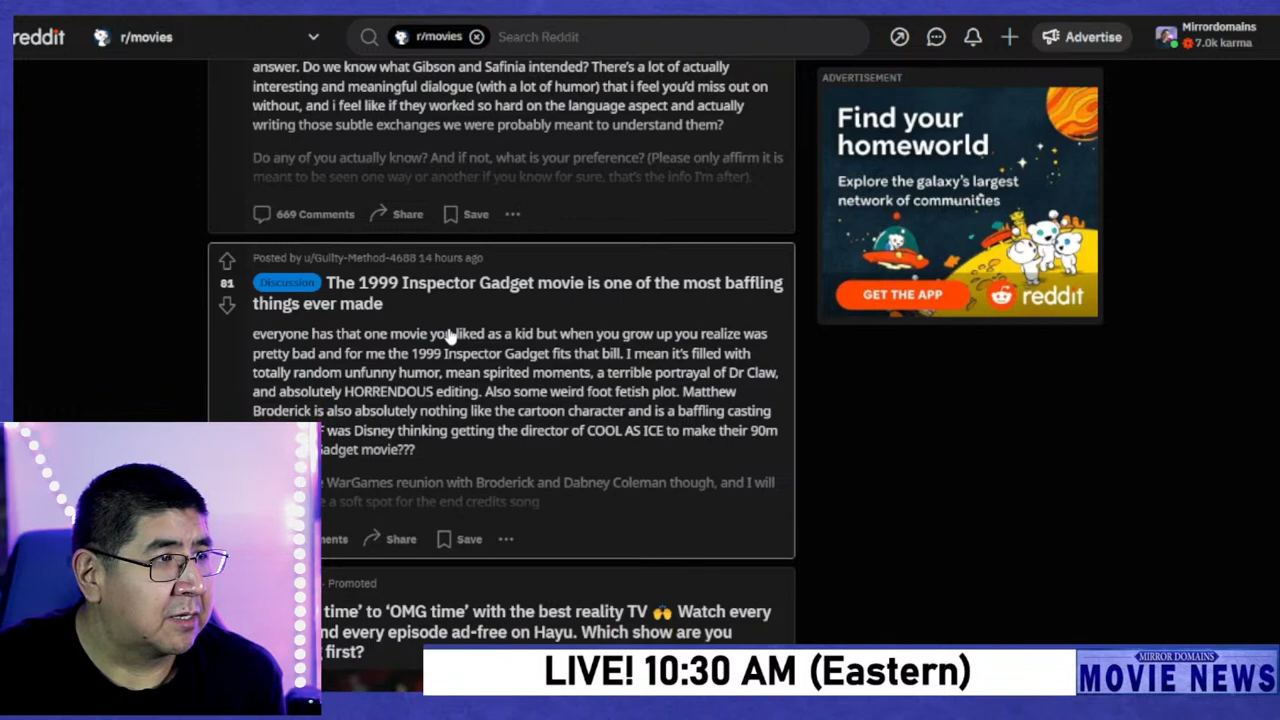 reddit
r/movies
r/movies
Search Reddit
Advertise
Mirrordomains
7.0k karma
answer. Do we know what Gibson and Safinia intended? There's a lot of actually
interesting and meaningful dialogue (with a lot of humor) that i feel you'd miss out on
without, and i feel like if they worked so hard on the language aspect and actually
writing those subtle exchanges we were probably meant to understand them?
Do any of you actually know? And if not, what is your preference? (Please only affirm it is
meant to be seen one way or another if you know for sure, that's the info I'm after).
669 Comments
Share
Save
ADVERTISEMENT
Find your
homeworld
Explore the galaxy's largest
network of communities
GET THE APP
reddit
Posted by u/Guilty-Method-4688 14 hours ago
81
Discussion The 1999 Inspector Gadget movie is one of the most baffling
things ever made
everyone has that one movie you liked as a kid but when you grow up you realize was
pretty bad and for me the 1999 Inspector Gadget fits that bill. I mean it's filled with
totally random unfunny humor, mean spirited moments, a terrible portrayal of Dr Claw,
and absolutely HORRENDOUS editing. Also some weird foot fetish plot. Matthew
Broderick is also absolutely nothing like the cartoon character and is a baffling casting
F was Disney thinking getting the director of COOL AS ICE to make their 90m
adget movie???
WarGames reunion with Broderick and Dabney Coleman though, and I will
a soft spot for the end credits song
ments
Share
Save
Promoted
time' to 'OMG time' with the best reality TV 🙌 Watch every
nd every episode ad-free on Hayu. Which show are you
first?
LIVE! 10:30 AM (Eastern)
MIRROR DOMAINS
MOVIE NEWS